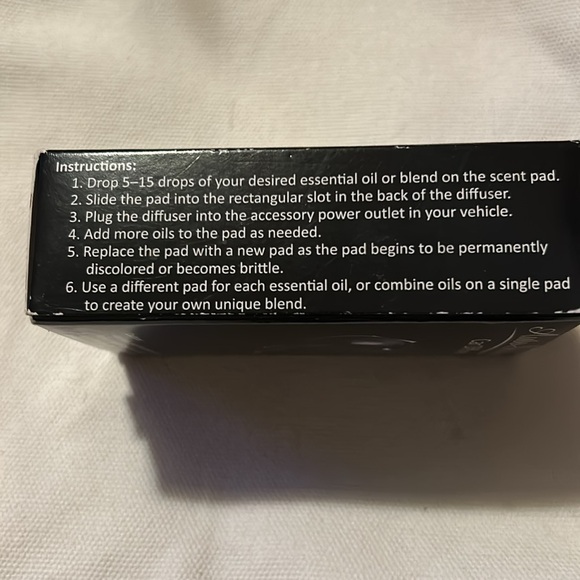 Instructions:
1. Drop 5–15 drops of your desired essential oil or blend on the scent pad.
2. Slide the pad into the rectangular slot in the back of the diffuser.
3. Plug the diffuser into the accessory power outlet in your vehicle.
4. Add more oils to the pad as needed.
5. Replace the pad with a new pad as the pad begins to be permanently
discolored or becomes brittle.
6. Use a different pad for each essential oil, or combine oils on a single pad
to create your own unique blend.